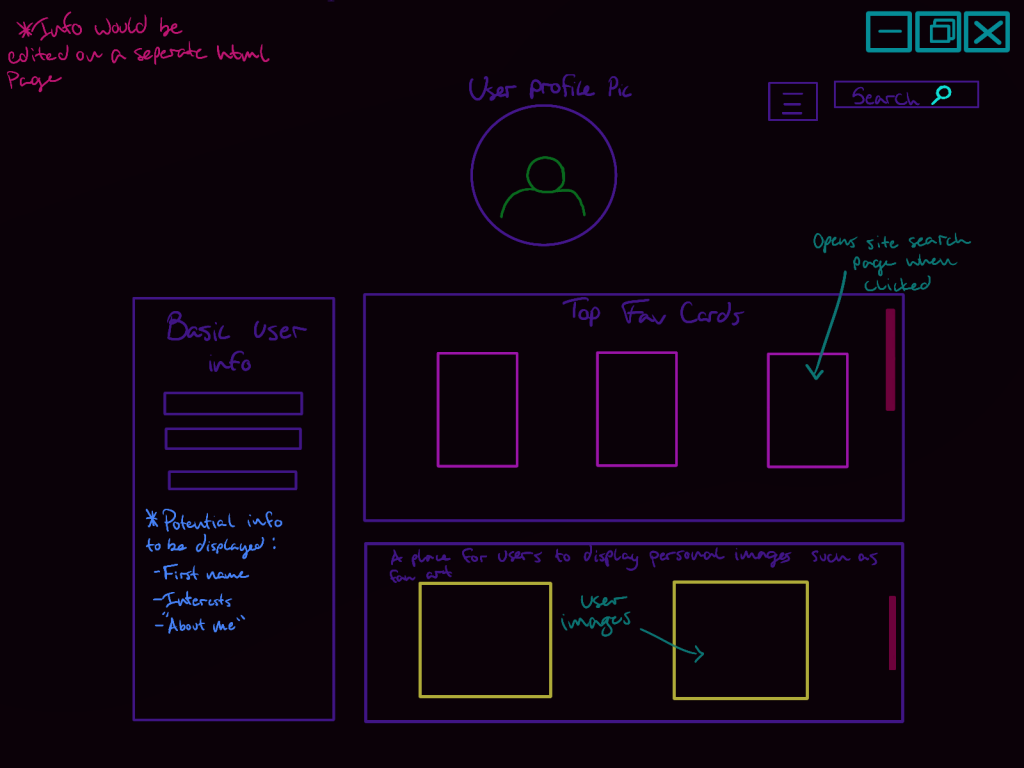 *Info would be
edited on a seperate html
Page
User profile Pic
Search
Opens site search
Page when
clicked
Basic user
info
Top Fav Cards
*Potential info
to be displayed:
-First name
-Interests
-"About me"
A place for users to display personal images such as
fan art
User
images